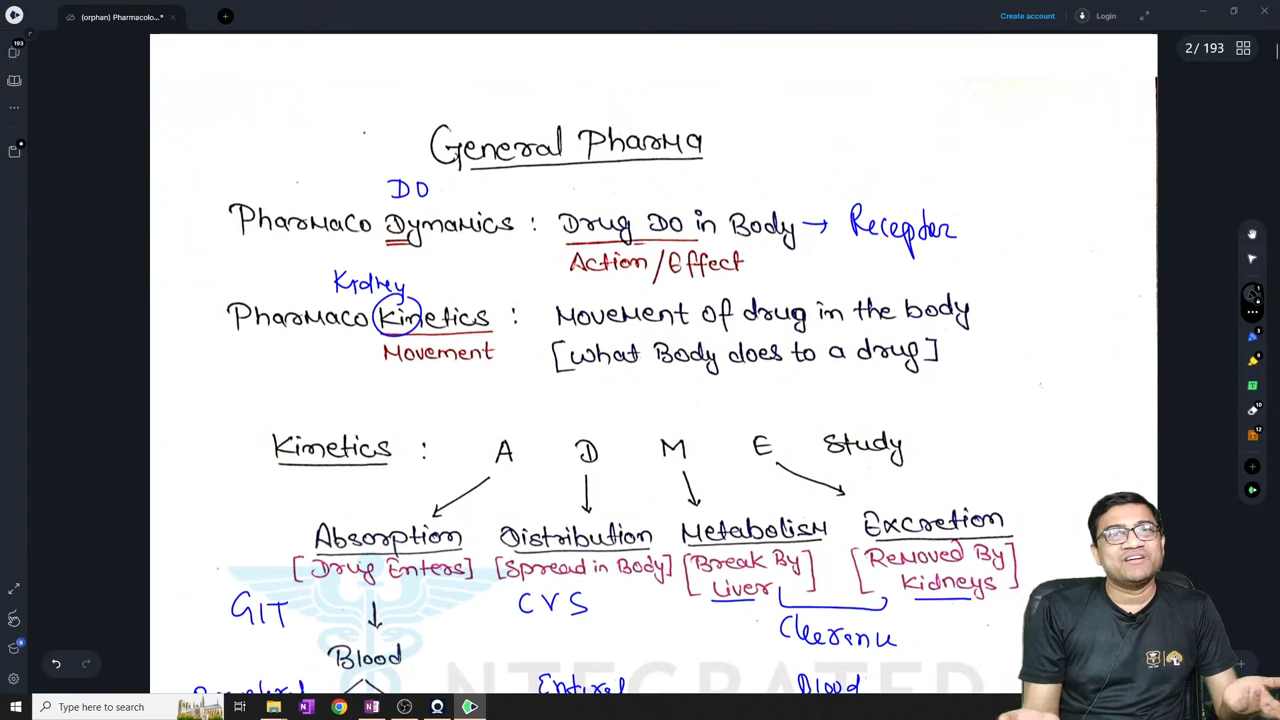 (orphan) Pharmacolo...*
Create account
Login
193
2/ 193
General Pharma
DO
PharMaco DynaMics : Drug DO in Body → Receptor
Action/Effect
Kidney
PharMaco Kinetics : MoveMent of drug in the body
MoveMent [what Body does to a drug]
Kinetics : A D M E Study
Absorption Distribution MetabolisM Excretion
[Drug Enters] [Spread in Body] [Break By Liver] [Removed By Kidneys]
GIT CVS
Blood
NTEGRATED
Blood
Type here to search